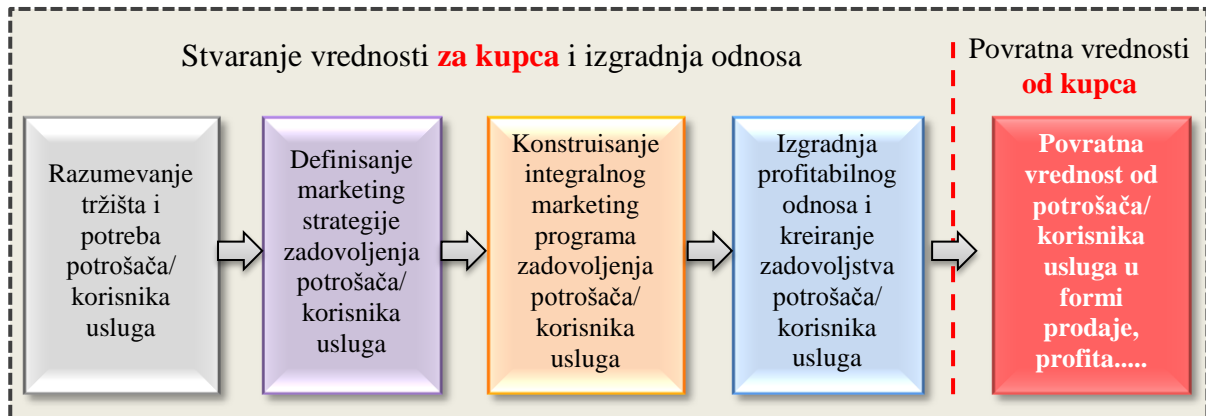 Stvaranje vrednosti za kupca i izgradnja odnosa
Povratna vrednosti
od kupca
Razumevanje
tržišta i
potreba
potrošača/
korisnika
usluga
Definisanje
marketing
strategije
zadovoljenja
potrošača/
korisnika
usluga
Konstruisanje
integralnog
marketing
programa
zadovoljenja
potrošača/
korisnika
usluga
Izgradnja
profitabilnog
odnosa i
kreiranje
zadovoljstva
potrošača/
korisnika
usluga
Povratna
vrednost od
potrošača/
korisnika
usluga u
formi
prodaje,
profita.....